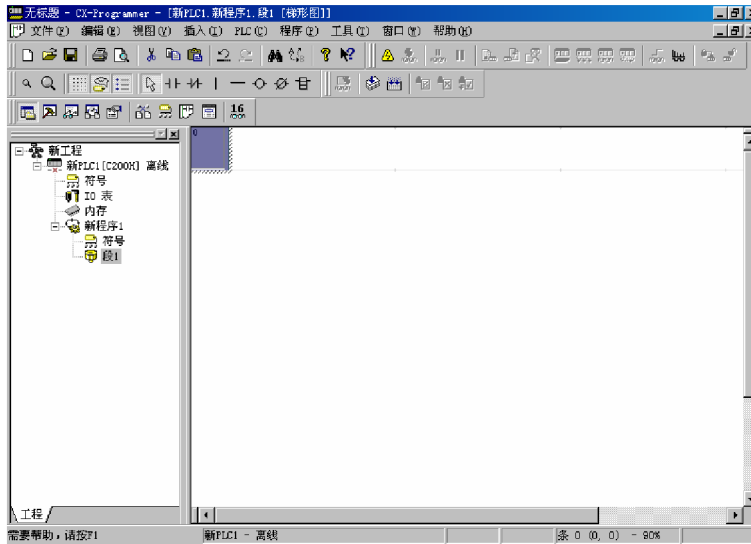 无标题 - CX-Programmer - [新PLC1.新程序1.段1 [梯形图]]
文件(F) 编辑(E) 视图(V) 插入(I) PLC(C) 程序(P) 工具(T) 窗口(W) 帮助(H)
16
新工程
新PLC1[C200H] 离线
符号
IO 表
内存
新程序1
符号
段1
0
工程
需要帮助，请按F1 新PLC1 - 离线 条 0 (0, 0) - 90%